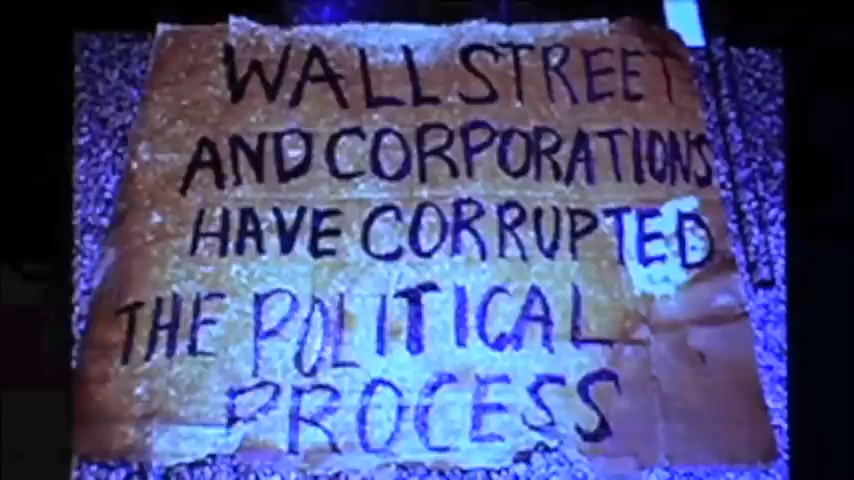 WALL STREET
AND CORPORATIONS
HAVE CORRUPTED
THE POLITICAL
PROCESS